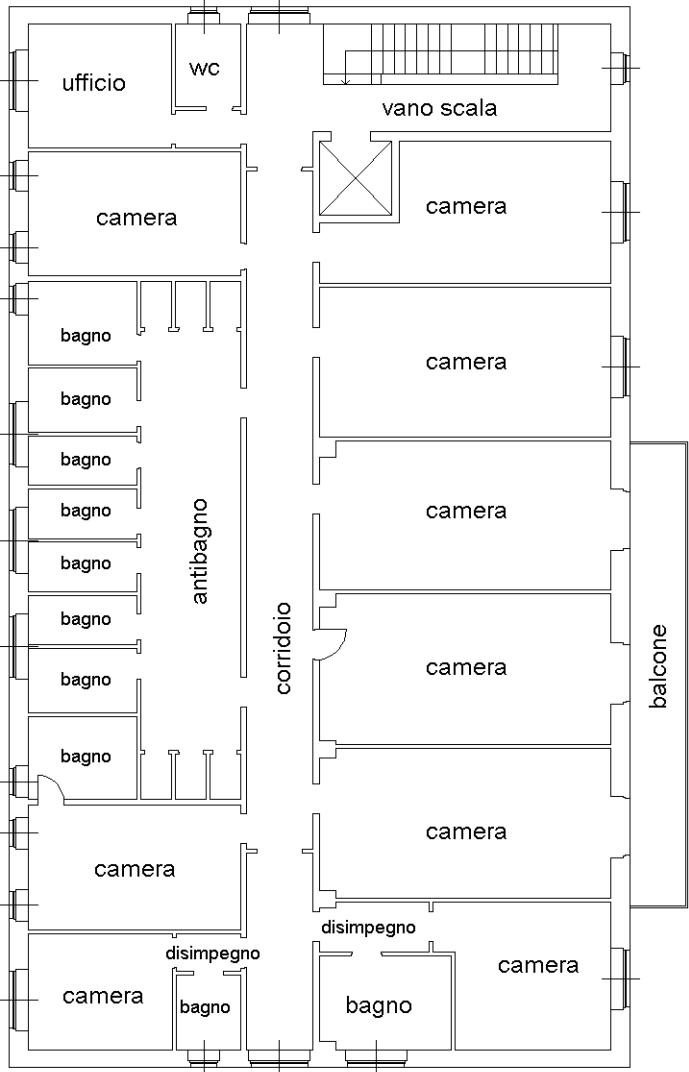 ufficio
wc
vano scala
camera
camera
bagno
camera
bagno
bagno
antibagno
camera
bagno
bagno
bagno
corridoio
camera
balcone
bagno
bagno
camera
camera
disimpegno
disimpegno
camera
camera
bagno
bagno